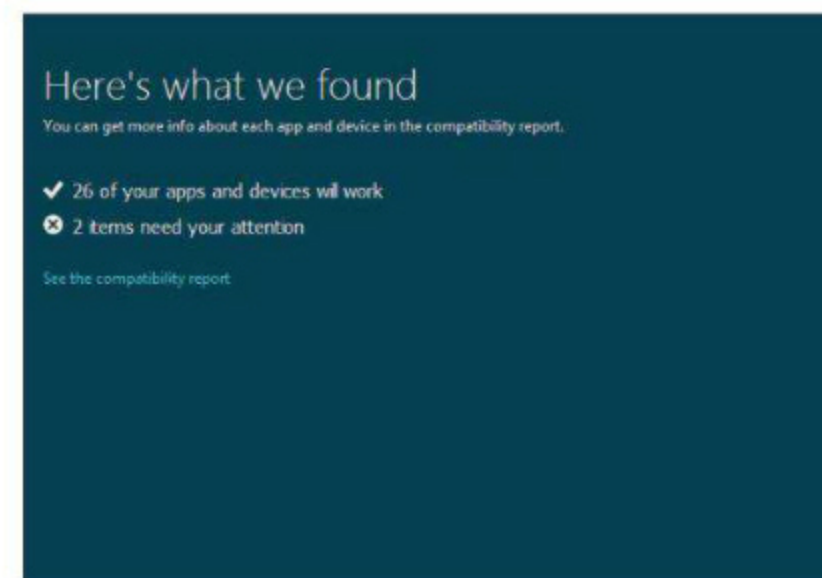 Here's what we found
You can get more info about each app and device in the compatibility report.
26 of your apps and devices will work
2 items need your attention
See the compatibility report